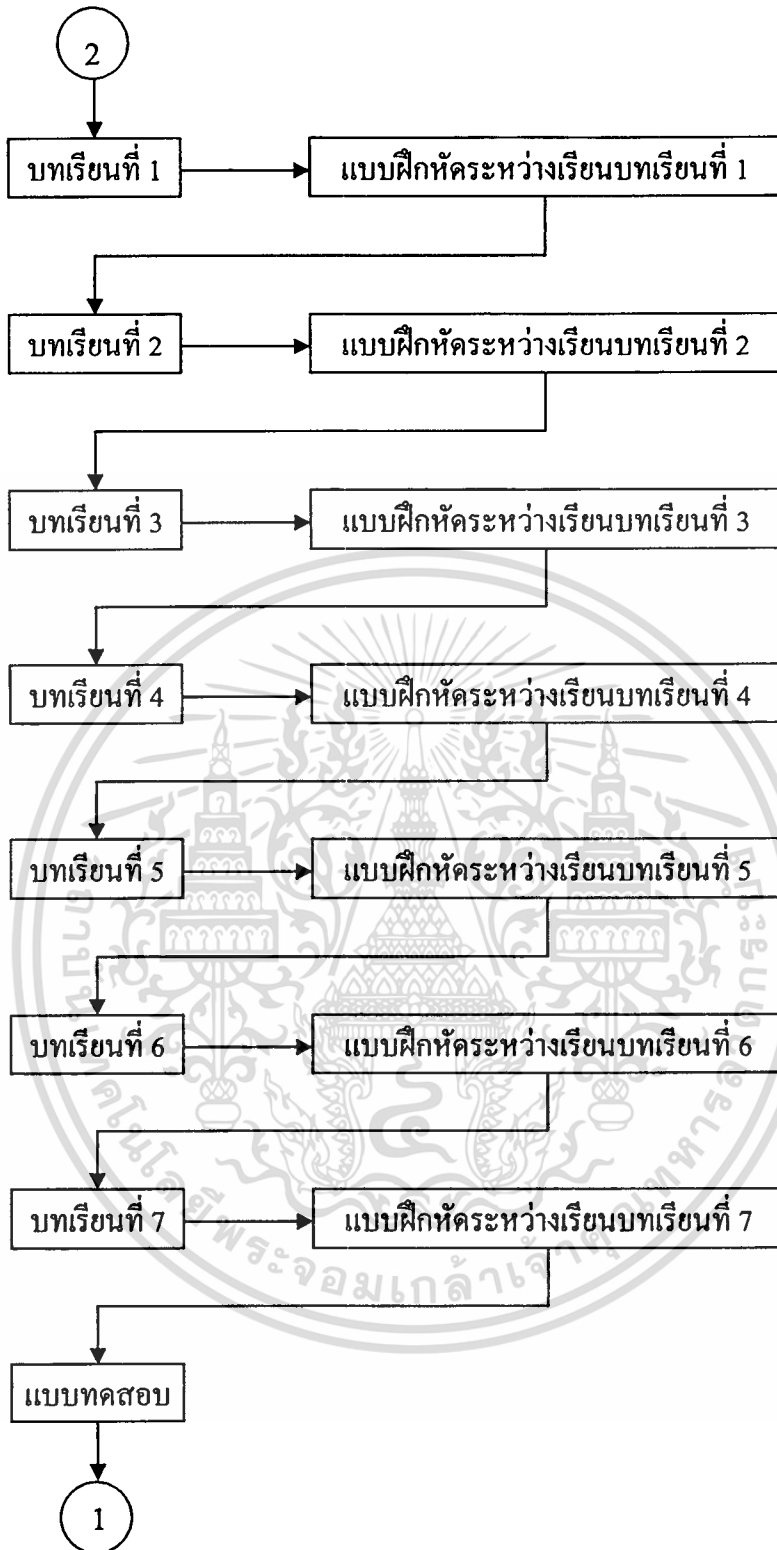 2
บทเรียนที่ 1 แบบฝึกหัดระหว่างเรียนบทเรียนที่ 1
บทเรียนที่ 2 แบบฝึกหัดระหว่างเรียนบทเรียนที่ 2
บทเรียนที่ 3 แบบฝึกหัดระหว่างเรียนบทเรียนที่ 3
บทเรียนที่ 4 แบบฝึกหัดระหว่างเรียนบทเรียนที่ 4
บทเรียนที่ 5 แบบฝึกหัดระหว่างเรียนบทเรียนที่ 5
บทเรียนที่ 6 แบบฝึกหัดระหว่างเรียนบทเรียนที่ 6
บทเรียนที่ 7 แบบฝึกหัดระหว่างเรียนบทเรียนที่ 7
แบบทดสอบ
1